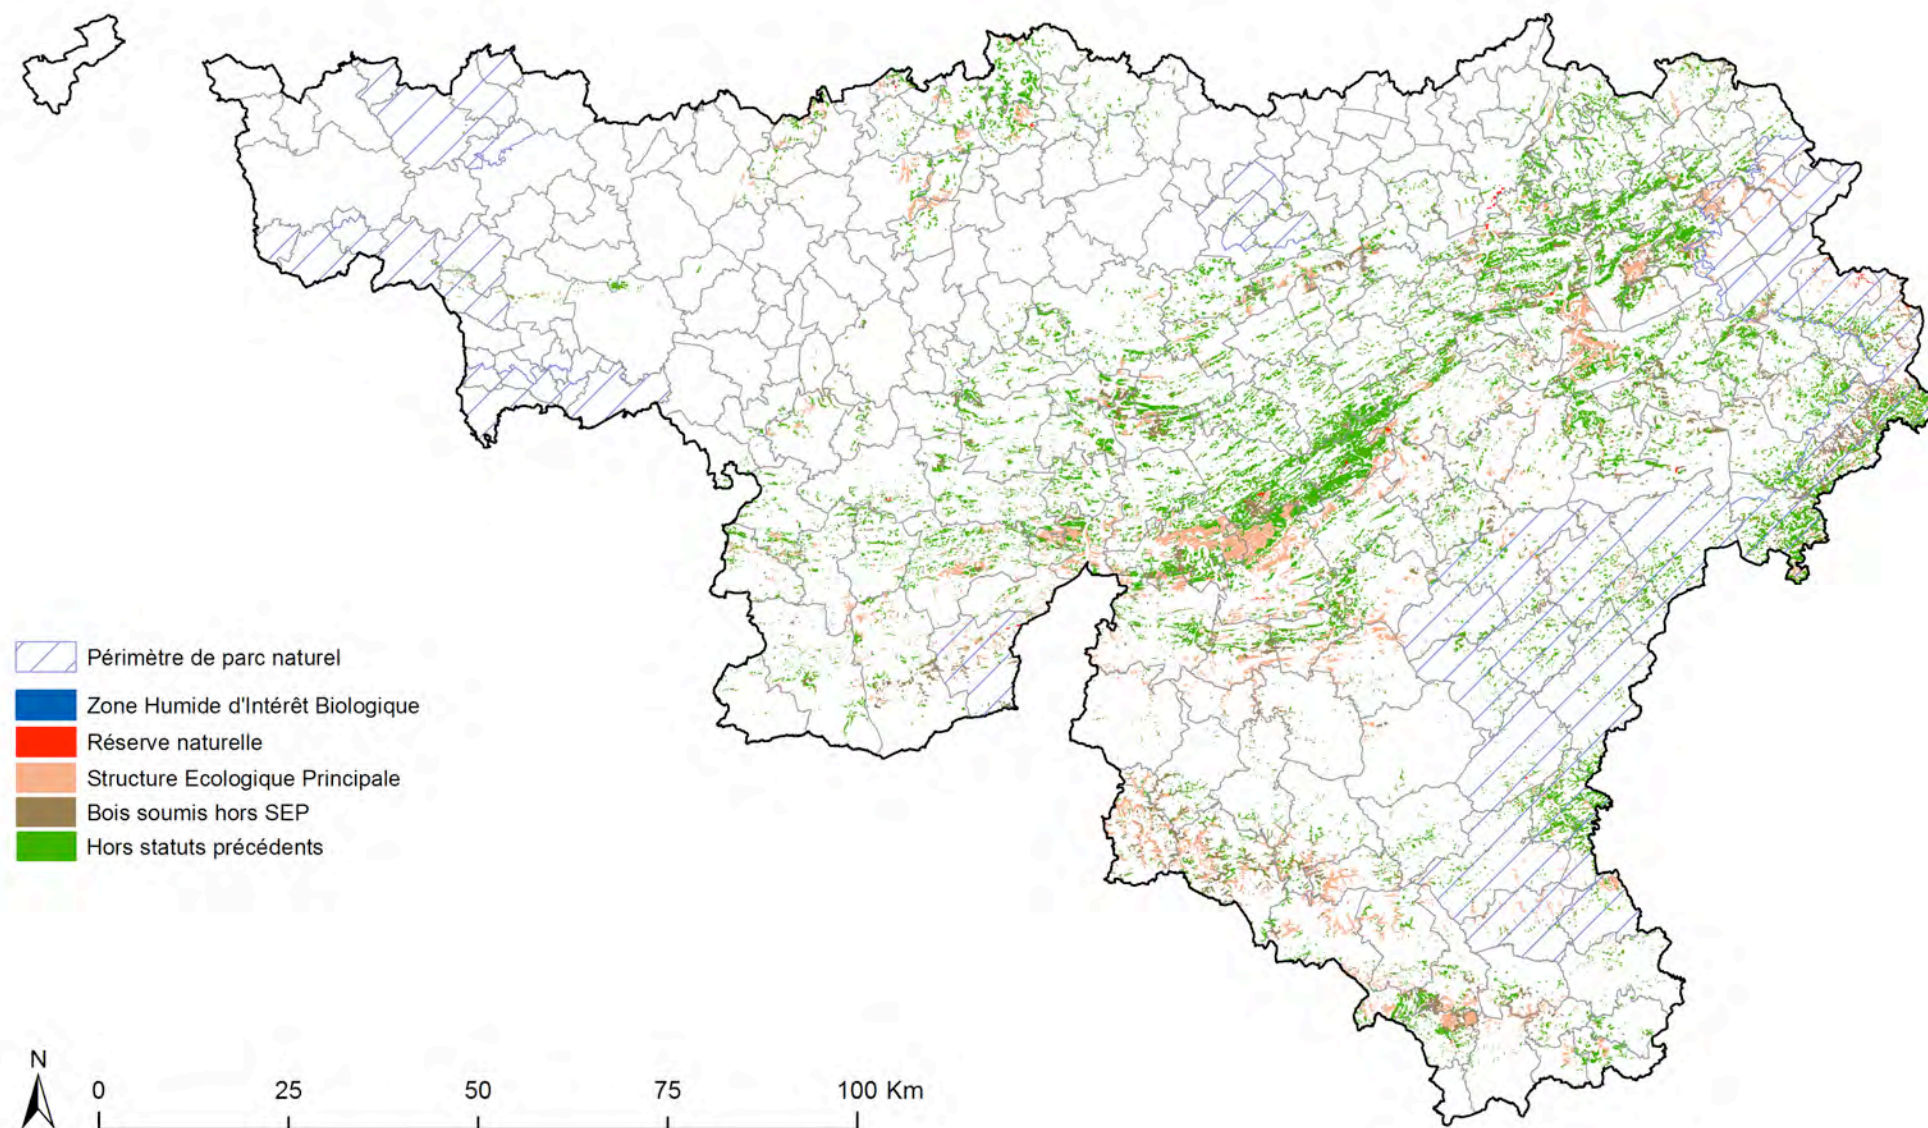 Périmètre de parc naturel
Zone Humide d'Intérêt Biologique
Réserve naturelle
Structure Ecologique Principale
Bois soumis hors SEP
Hors statuts précédents
N
0 25 50 75 100 Km